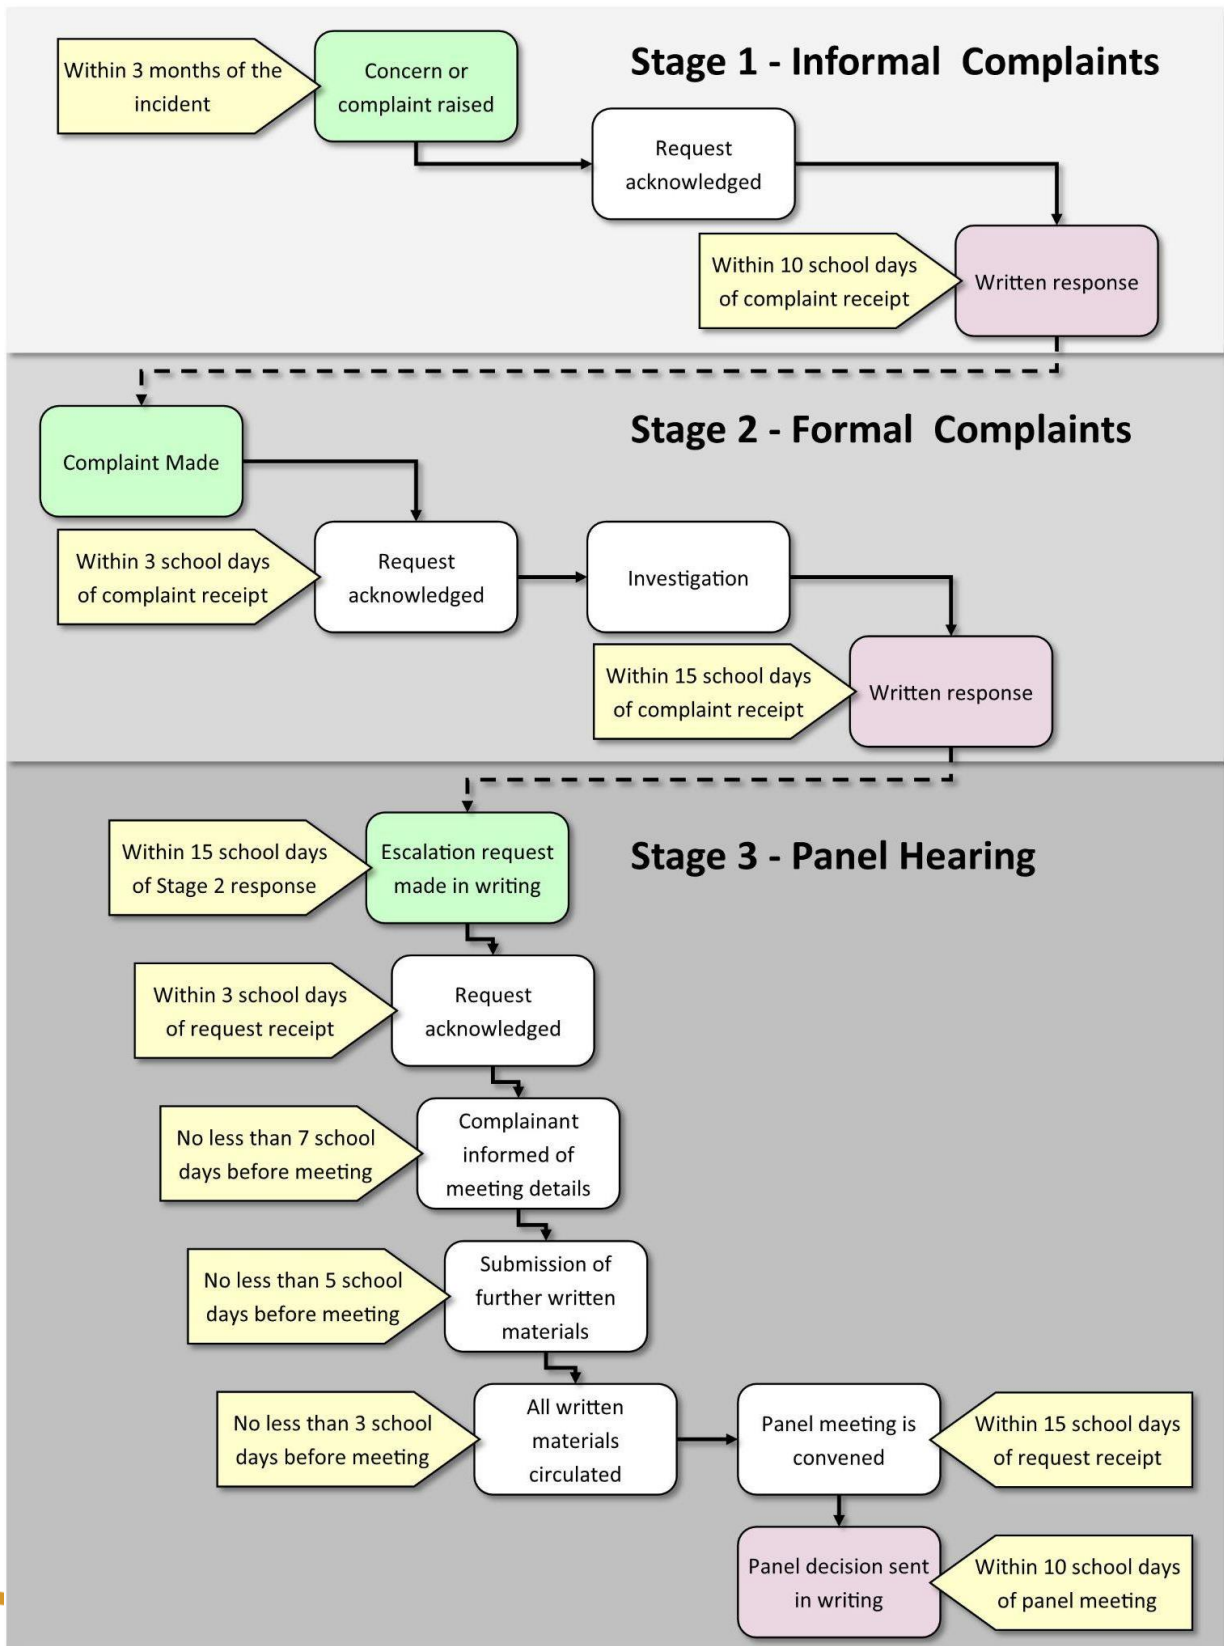 Stage 1 - Informal Complaints
Within 3 months of the
incident
Concern or
complaint raised
Request
acknowledged
Within 10 school days
of complaint receipt
Written response
Stage 2 - Formal Complaints
Complaint Made
Within 3 school days
of complaint receipt
Request
acknowledged
Investigation
Within 15 school days
of complaint receipt
Written response
Stage 3 - Panel Hearing
Within 15 school days
of Stage 2 response
Escalation request
made in writing
Within 3 school days
of request receipt
Request
acknowledged
No less than 7 school
days before meeting
Complainant
informed of
meeting details
No less than 5 school
days before meeting
Submission of
further written
materials
No less than 3 school
days before meeting
All written
materials
circulated
Panel meeting is
convened
Within 15 school days
of request receipt
Panel decision sent
in writing
Within 10 school days
of panel meeting